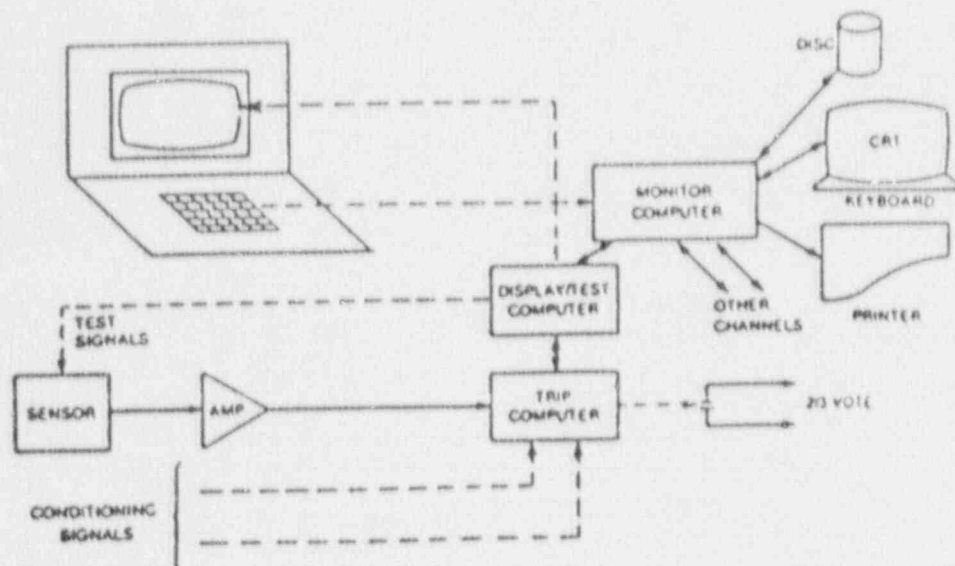 DISC
CRT
KEYBOARD
MONITOR
COMPUTER
DISPLAY/TEST
COMPUTER
OTHER
CHANNELS
PRINTER
TEST
SIGNALS
SENSOR
AMP
TRIP
COMPUTER
2/3 VOTE
CONDITIONING
SIGNALS